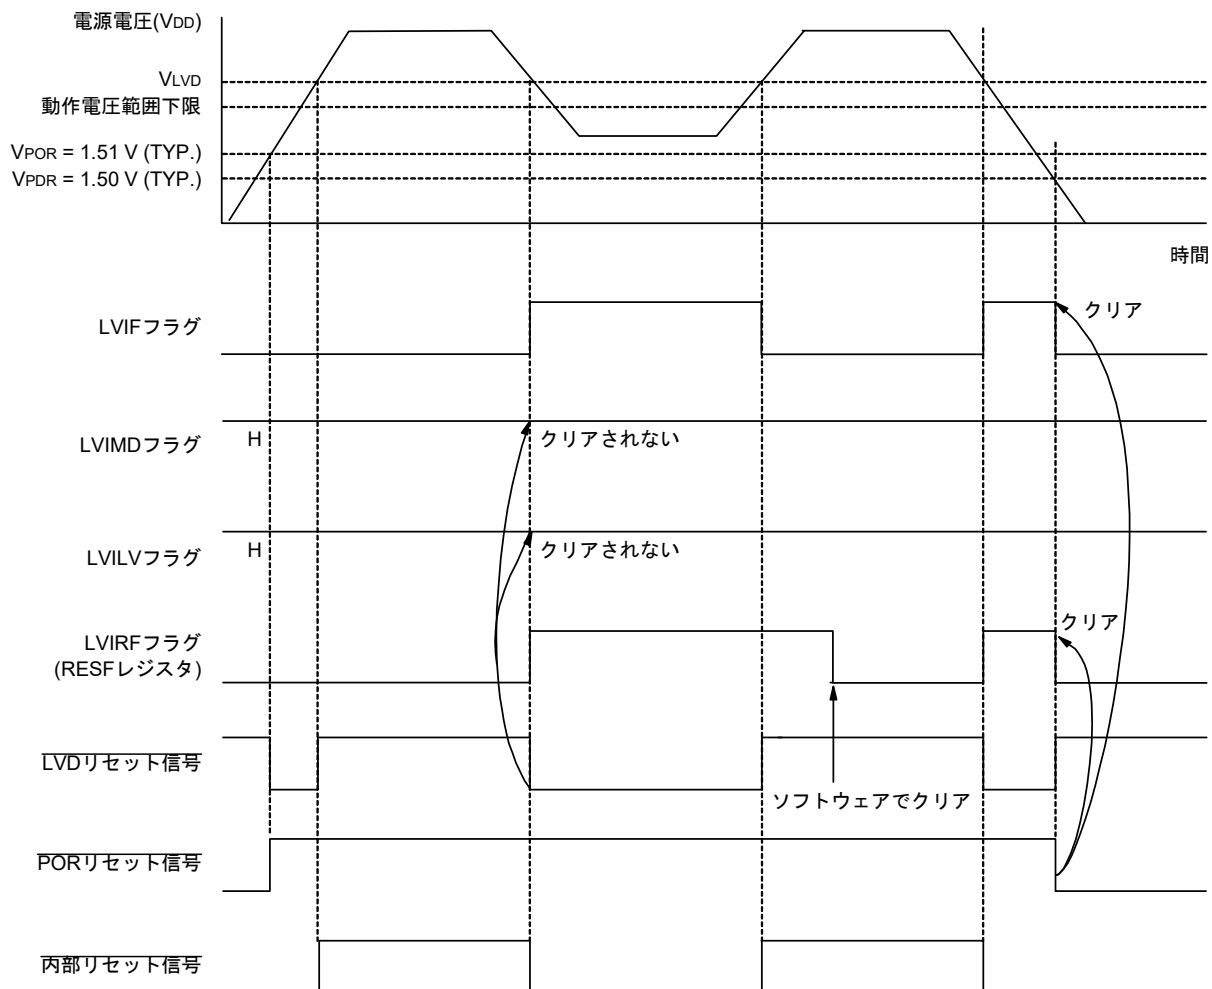 電源電圧(VDD)
VLVD
動作電圧範囲下限
VPOR = 1.51 V (TYP.)
VPDR = 1.50 V (TYP.)
時間
LVIFフラグ
クリア
LVIMDフラグ
H
クリアされない
LVILVフラグ
H
クリアされない
LVIRFフラグ
(RESFレジスタ)
クリア
LVDリセット信号
ソフトウェアでクリア
PORリセット信号
内部リセット信号